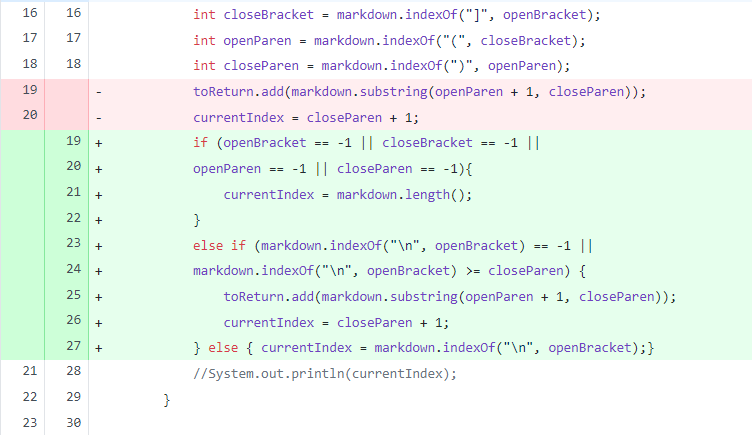 16 16 int closeBracket = markdown.indexOf("]", openBracket);
17 17 int openParen = markdown.indexOf("(", closeBracket);
18 18 int closeParen = markdown.indexOf(")", openParen);
19 - toReturn.add(markdown.substring(openParen + 1, closeParen));
20 - currentIndex = closeParen + 1;
19 + if (openBracket == -1 || closeBracket == -1 ||
20 + openParen == -1 || closeParen == -1){
21 + currentIndex = markdown.length();
22 + }
23 + else if (markdown.indexOf("\n", openBracket) == -1 ||
24 + markdown.indexOf("\n", openBracket) >= closeParen) {
25 + toReturn.add(markdown.substring(openParen + 1, closeParen));
26 + currentIndex = closeParen + 1;
27 + } else { currentIndex = markdown.indexOf("\n", openBracket);}
21 28 //System.out.println(currentIndex);
22 29 }
23 30